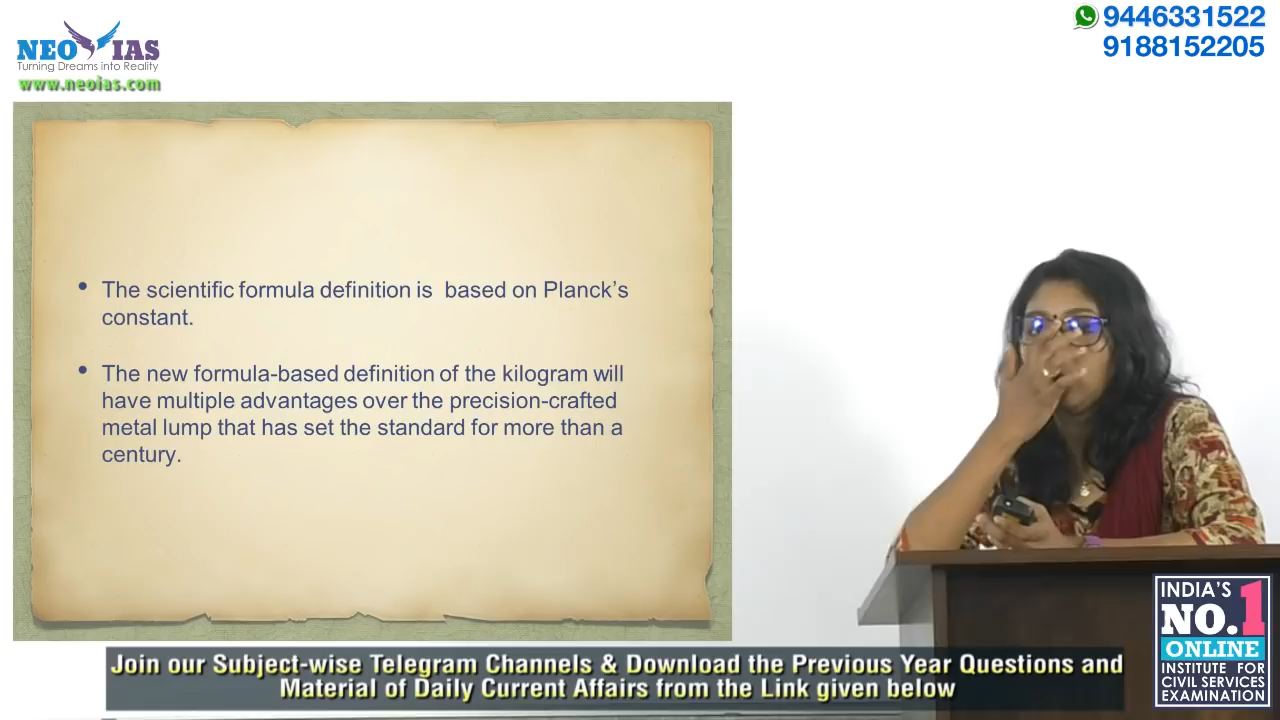 NEO IAS
Turning Dreams into Reality
www.neoias.com
9446331522
9188152205
• The scientific formula definition is based on Planck's
constant.
• The new formula-based definition of the kilogram will
have multiple advantages over the precision-crafted
metal lump that has set the standard for more than a
century.
INDIA'S
NO.1
ONLINE
INSTITUTE FOR
CIVIL SERVICES
EXAMINATION
Join our Subject-wise Telegram Channels & Download the Previous Year Questions and
Material of Daily Current Affairs from the Link given below